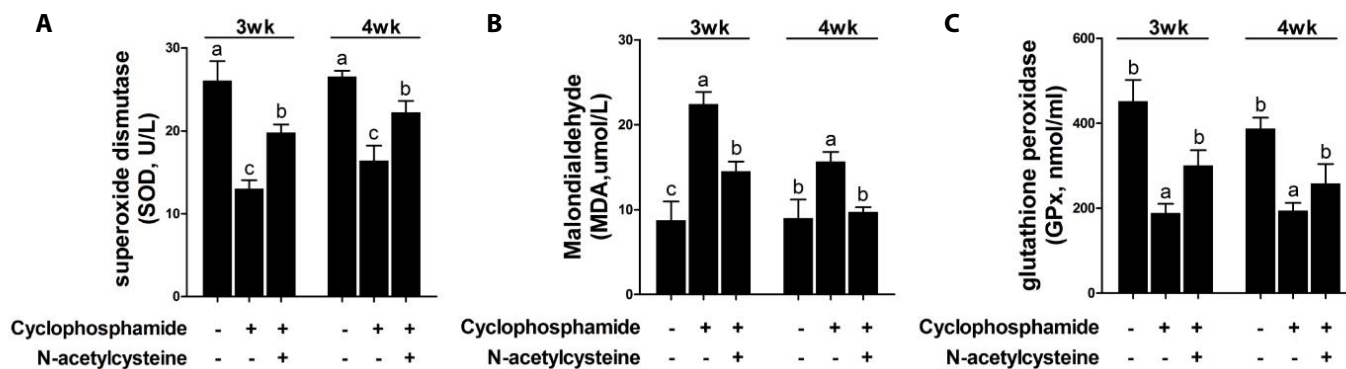 A
3wk
4wk
superoxide dismutase
(SOD, U/L)
30
20
10
0
a
c
b
a
c
b
Cyclophosphamide - + + - + +
N-acetylcysteine + +
B
3wk
4wk
Malondialdehyde
(MDA,umol/L)
30
20
10
0
c
a
b
b
a
b
Cyclophosphamide - + + - + +
N-acetylcysteine + +
C
3wk
4wk
glutathione peroxidase
(GPx, nmol/ml)
600
400
200
0
b
a
b
b
a
b
Cyclophosphamide - + + - + +
N-acetylcysteine + +